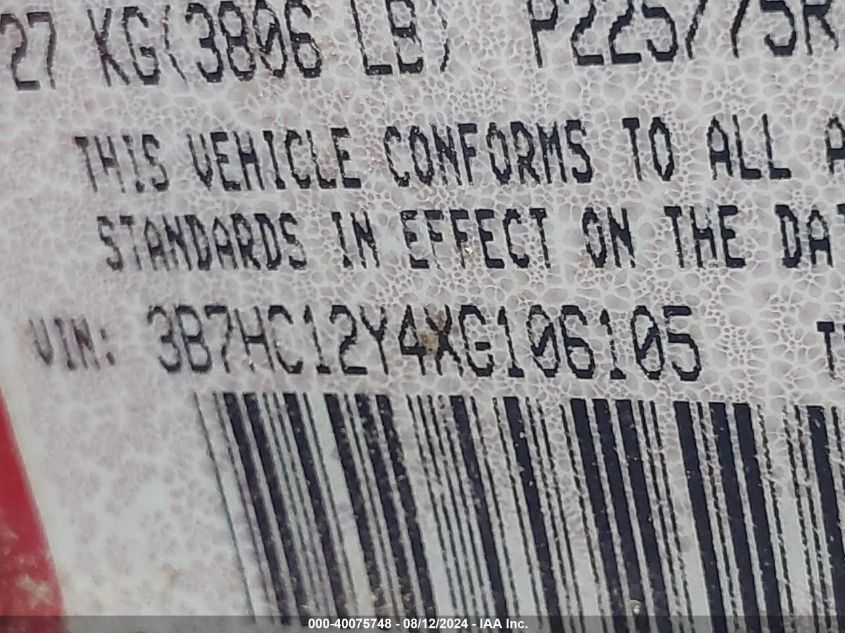 27 KG(3806 LB) P225/75R
THIS VEHICLE CONFORMS TO ALL A
STANDARDS IN EFFECT ON THE DAT
VIN: 3B7HC12Y4XG106105 T
000-40075748 - 08/12/2024 - IAA Inc.